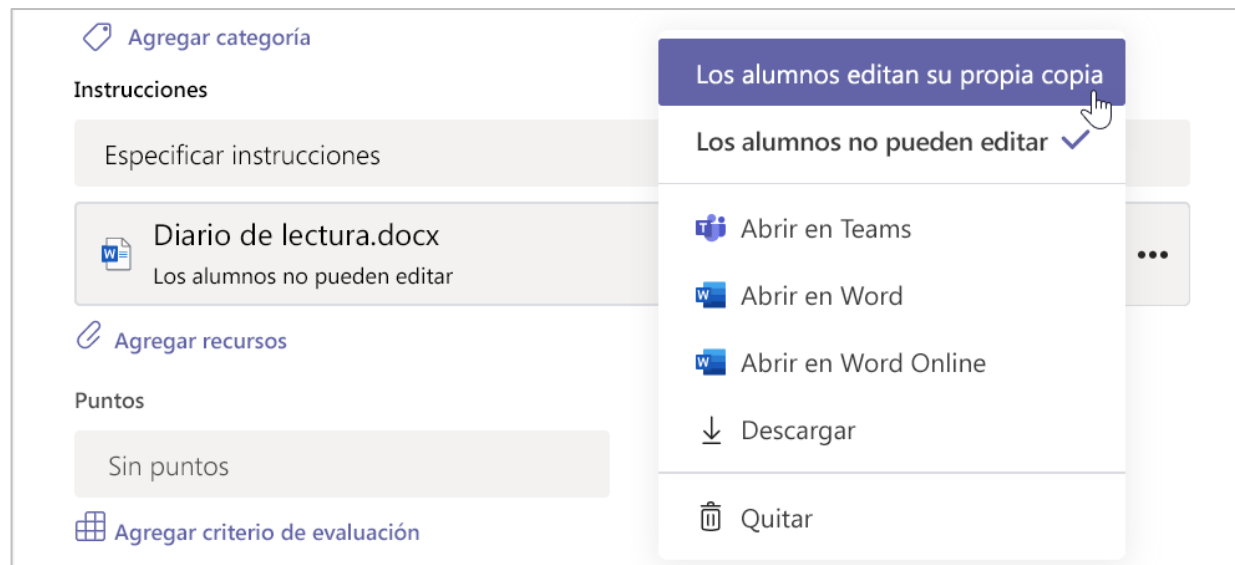 Agregar categoría
Instrucciones
Especificar instrucciones
Diario de lectura.docx
Los alumnos no pueden editar
Agregar recursos
Puntos
Sin puntos
Agregar criterio de evaluación
Los alumnos editan su propia copia
Los alumnos no pueden editar
Abrir en Teams
Abrir en Word
Abrir en Word Online
Descargar
Quitar